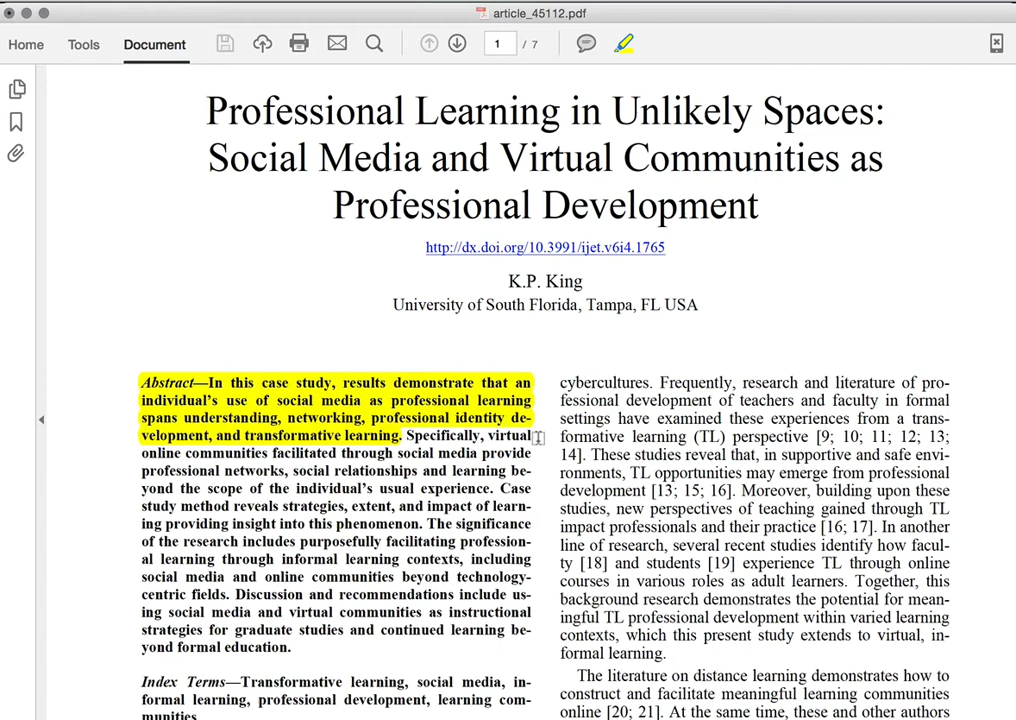 article_45112.pdf
Home Tools Document 1 / 7
Professional Learning in Unlikely Spaces:
Social Media and Virtual Communities as
Professional Development
http://dx.doi.org/10.3991/ijet.v6i4.1765
K.P. King
University of South Florida, Tampa, FL USA
Abstract—In this case study, results demonstrate that an
individual's use of social media as professional learning
spans understanding, networking, professional identity de-
velopment, and transformative learning. Specifically, virtual
online communities facilitated through social media provide
professional networks, social relationships and learning be-
yond the scope of the individual's usual experience. Case
study method reveals strategies, extent, and impact of learn-
ing providing insight into this phenomenon. The significance
of the research includes purposefully facilitating profession-
al learning through informal learning contexts, including
social media and online communities beyond technology-
centric fields. Discussion and recommendations include us-
ing social media and virtual communities as instructional
strategies for graduate studies and continued learning be-
yond formal education.
Index Terms—Transformative learning, social media, in-
formal learning, professional development, learning com-
munities
cybercultures. Frequently, research and literature of pro-
fessional development of teachers and faculty in formal
settings have examined these experiences from a trans-
formative learning (TL) perspective [9; 10; 11; 12; 13;
14]. These studies reveal that, in supportive and safe envi-
ronments, TL opportunities may emerge from professional
development [13; 15; 16]. Moreover, building upon these
studies, new perspectives of teaching gained through TL
impact professionals and their practice [16; 17]. In another
line of research, several recent studies identify how facul-
ty [18] and students [19] experience TL through online
courses in various roles as adult learners. Together, this
background research demonstrates the potential for mean-
ingful TL professional development within varied learning
contexts, which this present study extends to virtual, in-
formal learning.
The literature on distance learning demonstrates how to
construct and facilitate meaningful learning communities
online [20; 21]. At the same time, these and other authors